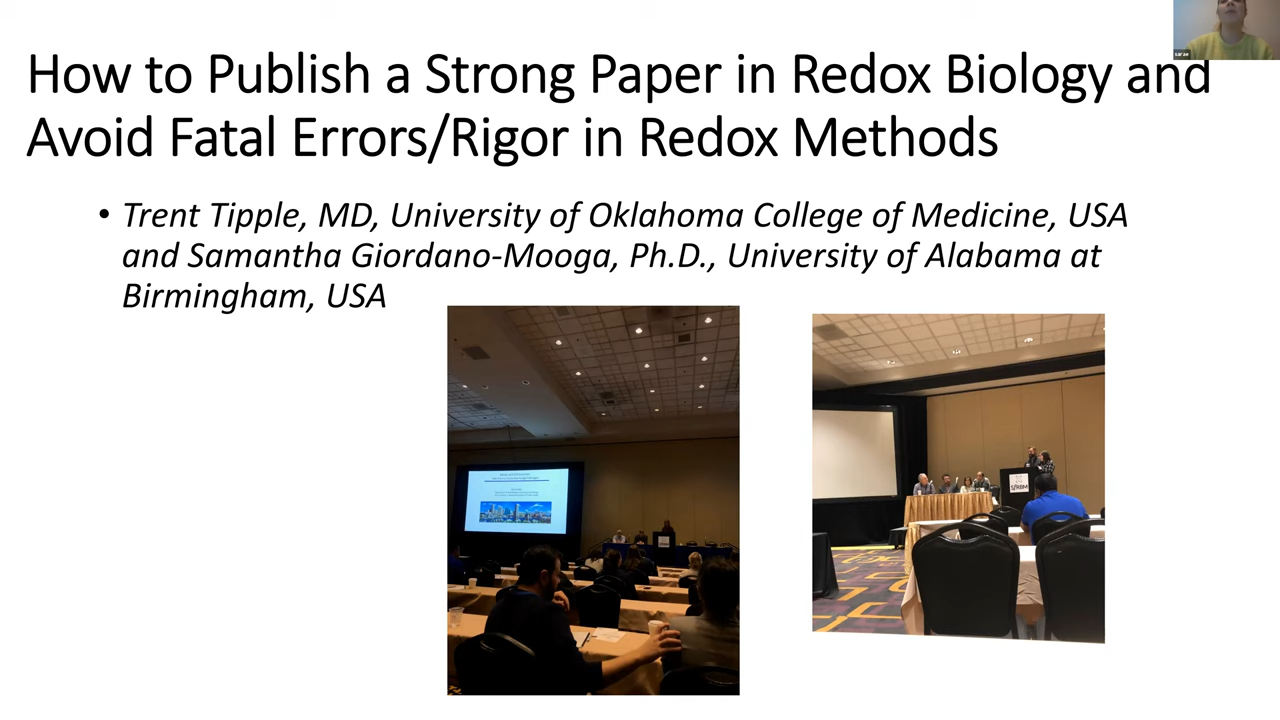 How to Publish a Strong Paper in Redox Biology and
Avoid Fatal Errors/Rigor in Redox Methods
• Trent Tipple, MD, University of Oklahoma College of Medicine, USA
and Samantha Giordano-Mooga, Ph.D., University of Alabama at
Birmingham, USA
SfRBM